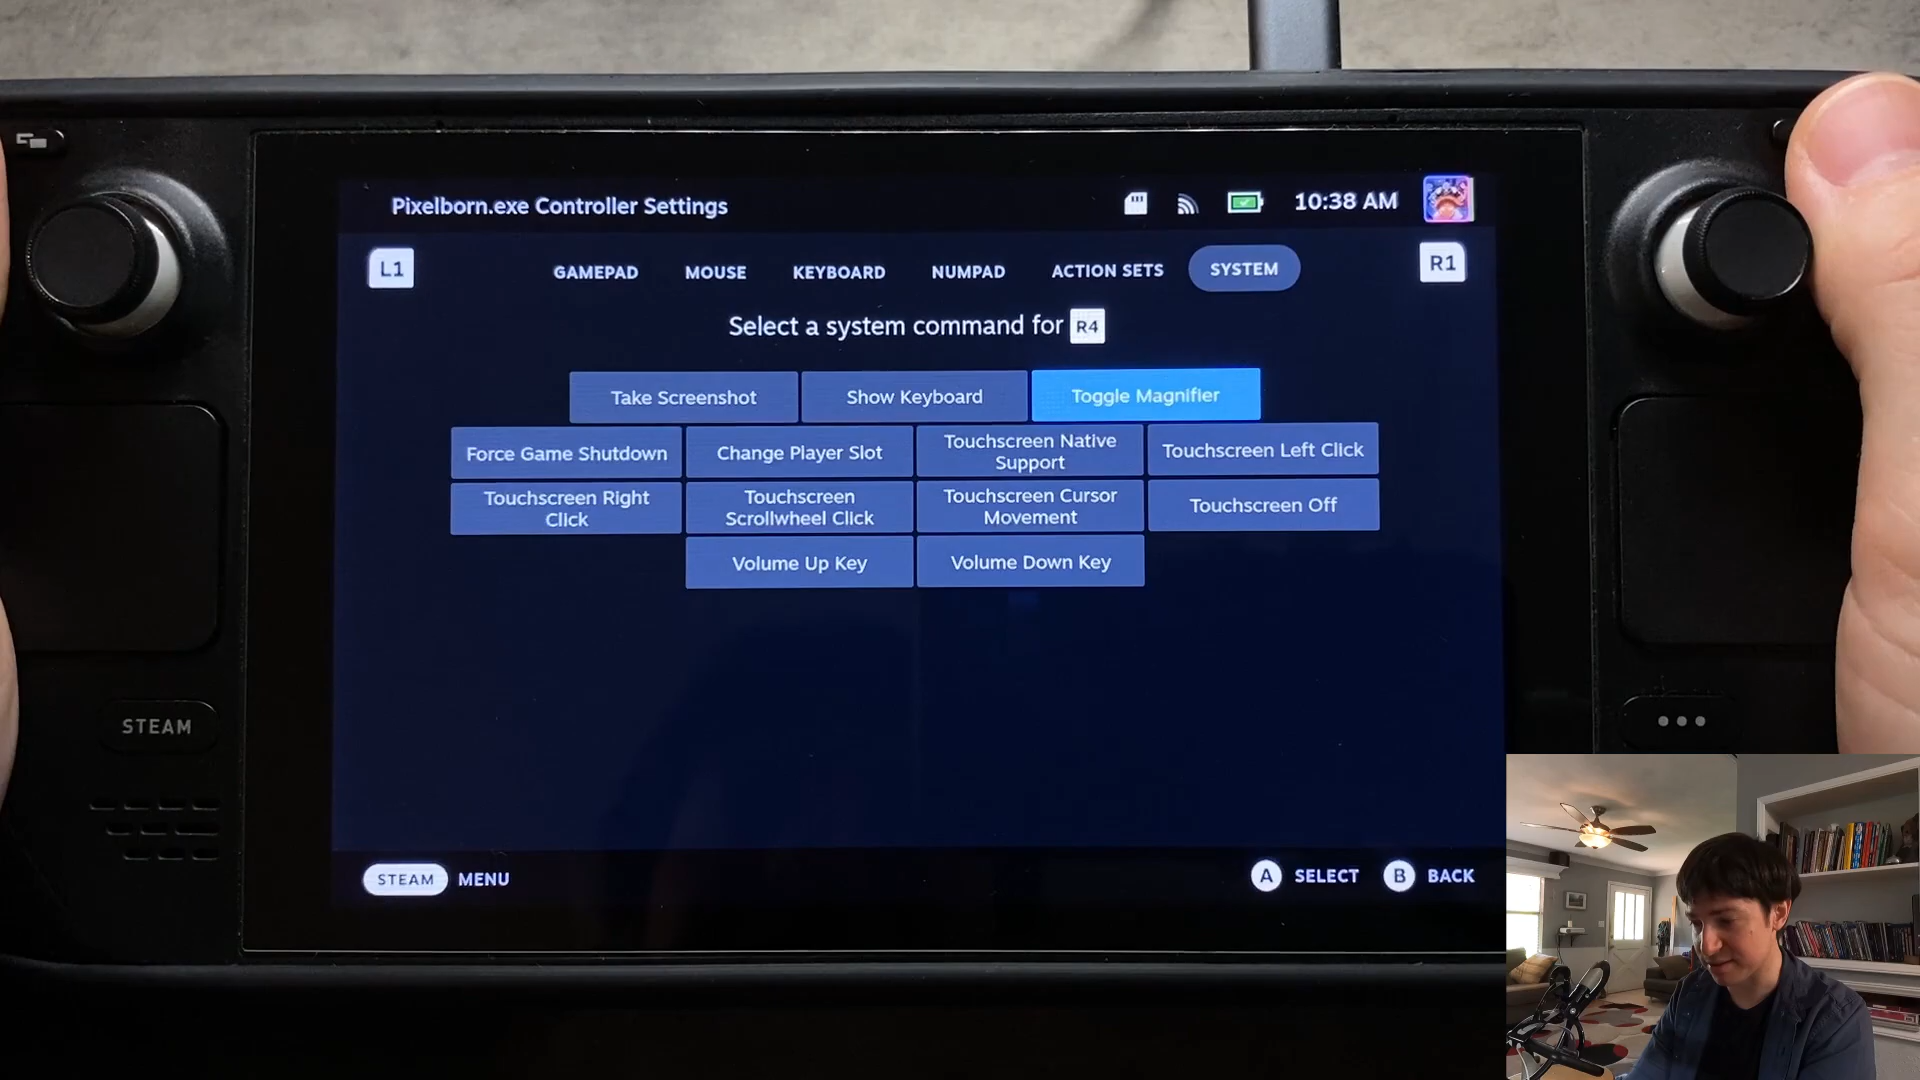 Pixelborn.exe Controller Settings
10:38 AM
L1
GAMEPAD
MOUSE
KEYBOARD
NUMPAD
ACTION SETS
SYSTEM
R1
Select a system command for R4
Take Screenshot
Show Keyboard
Toggle Magnifier
Force Game Shutdown
Change Player Slot
Touchscreen Native
Support
Touchscreen Left Click
Touchscreen Right
Click
Touchscreen
Scrollwheel Click
Touchscreen Cursor
Movement
Touchscreen Off
Volume Up Key
Volume Down Key
STEAM
STEAM MENU
A SELECT
B BACK